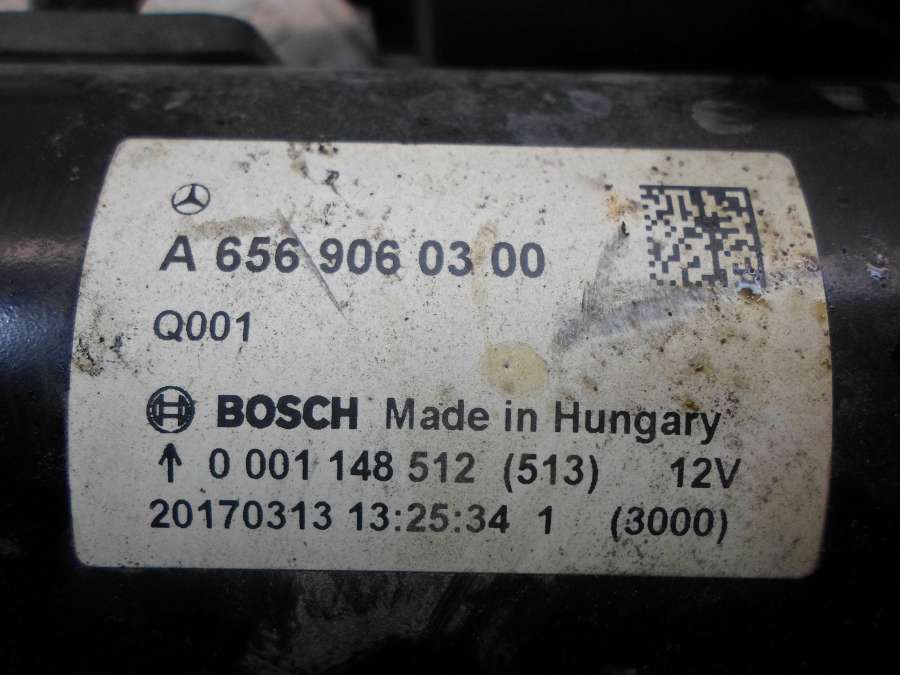 A 656 906 03 00
Q001
BOSCH Made in Hungary
↑ 0 001 148 512 (513) 12V
20170313 13:25:34 1 (3000)